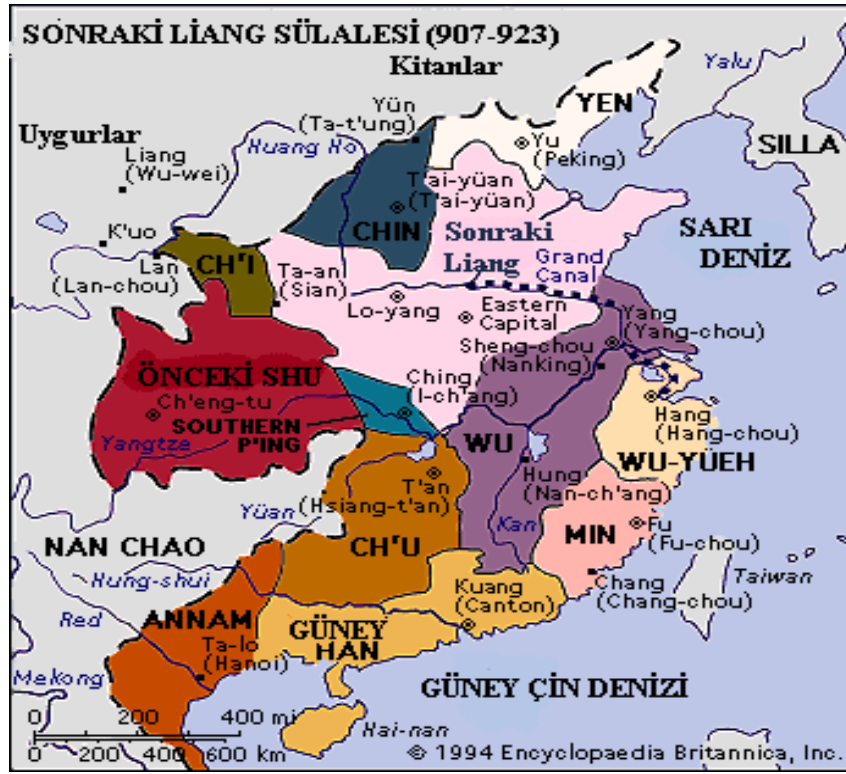 SONRAKİ LİANG SÜLALESİ (907-923)
Kitanlar
Yalu
YEN
Yün
(Ta-t'ung)
Uygurlar
Huang Ho
Yu
(Peking)
SILLA
Liang
(Wu-wei)
T'ai-yüan
(T'ai-yüan)
K'uo
CHIN
Sonraki
Liang
SARI
DENİZ
CH'I
Lan
(Lan-chou)
Ta-an
(Sian)
Grand
Canal
Lo-yang
Eastern
Capital
Yang
(Yang-chou)
Sheng-chou
(Nanking)
ÖNCEKİ SHU
Ching
(I-ch'ang)
Ch'eng-tu
SOUTHERN
P'ING
Hang
(Hang-chou)
Yangtze
WU
WU-YÜEH
Hung
(Nan-ch'ang)
T'an
(Hsiang-t'an)
Yüan
Kan
MIN
Fu
(Fu-chou)
NAN CHAO
CH'U
Hung-shui
Kuang
(Canton)
Chang
(Chang-chou)
Taiwan
Red
ANNAM
GÜNEY
HAN
Ta-lo
(Hanoi)
Mekong
GÜNEY ÇİN DENİZİ
0 200 400 mi
Hai-nan
0 200 400 600 km
© 1994 Encyclopaedia Britannica, Inc.